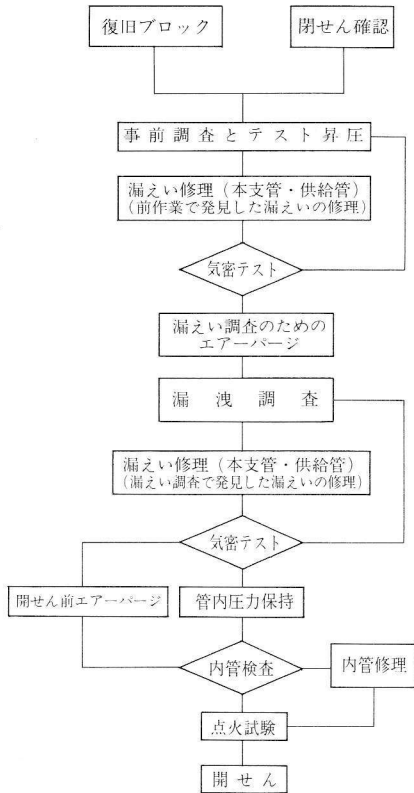 復旧ブロック
閉せん確認
事前調査とテスト昇圧
漏えい修理(本支管・供給管)
(前作業で発見した漏えいの修理)
気密テスト
漏えい調査のための
エアーパージ
漏洩調査
漏えい修理(本支管・供給管)
(漏えい調査で発見した漏えいの修理)
気密テスト
開せん前エアーパージ
管内圧力保持
内管検査
内管修理
点火試験
開せん